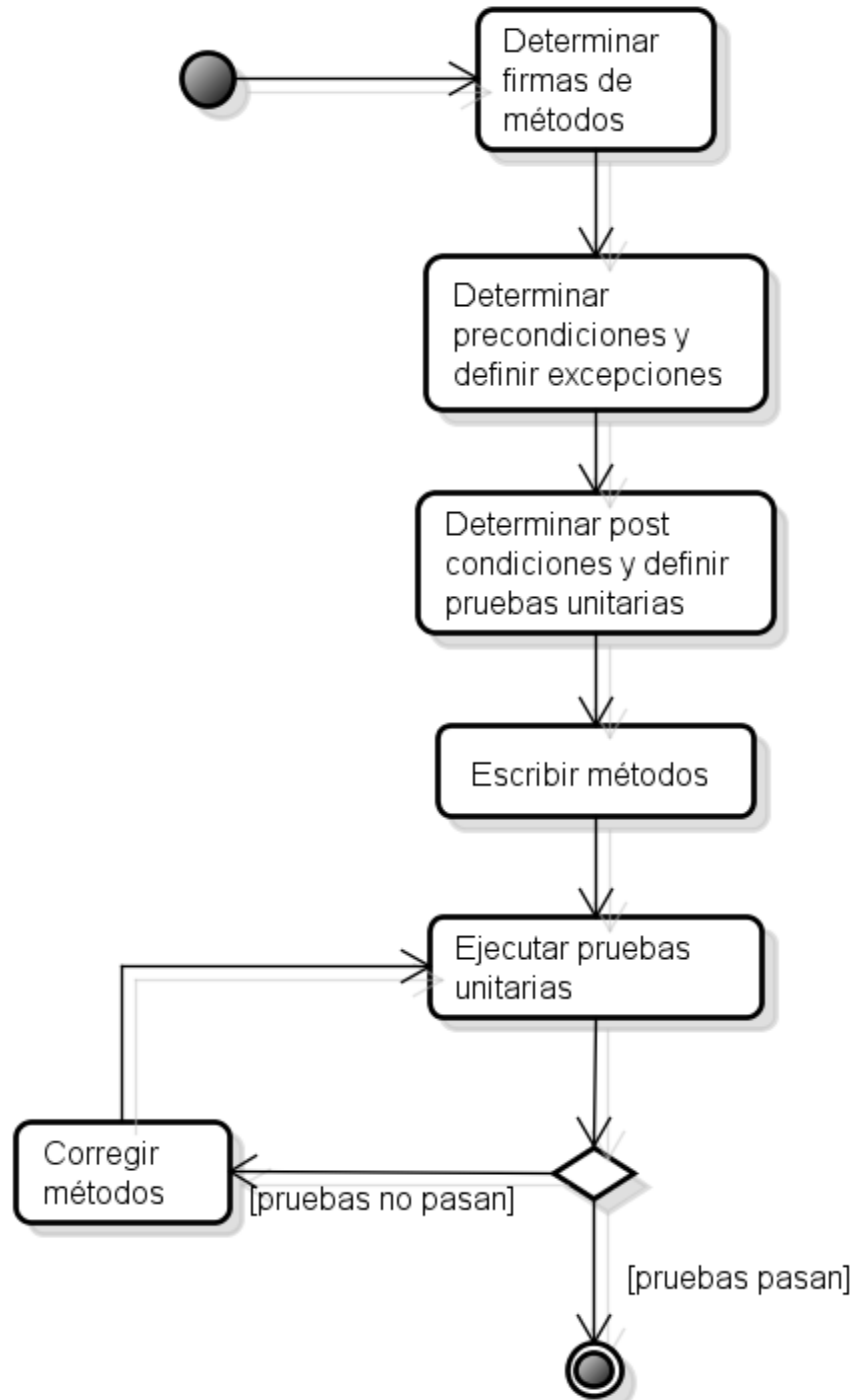 Determinar
firmas de
métodos
Determinar
precondiciones y
definir excepciones
Determinar post
condiciones y definir
pruebas unitarias
Escribir métodos
Ejecutar pruebas
unitarias
Corregir
métodos
[pruebas no pasan]
[pruebas pasan]